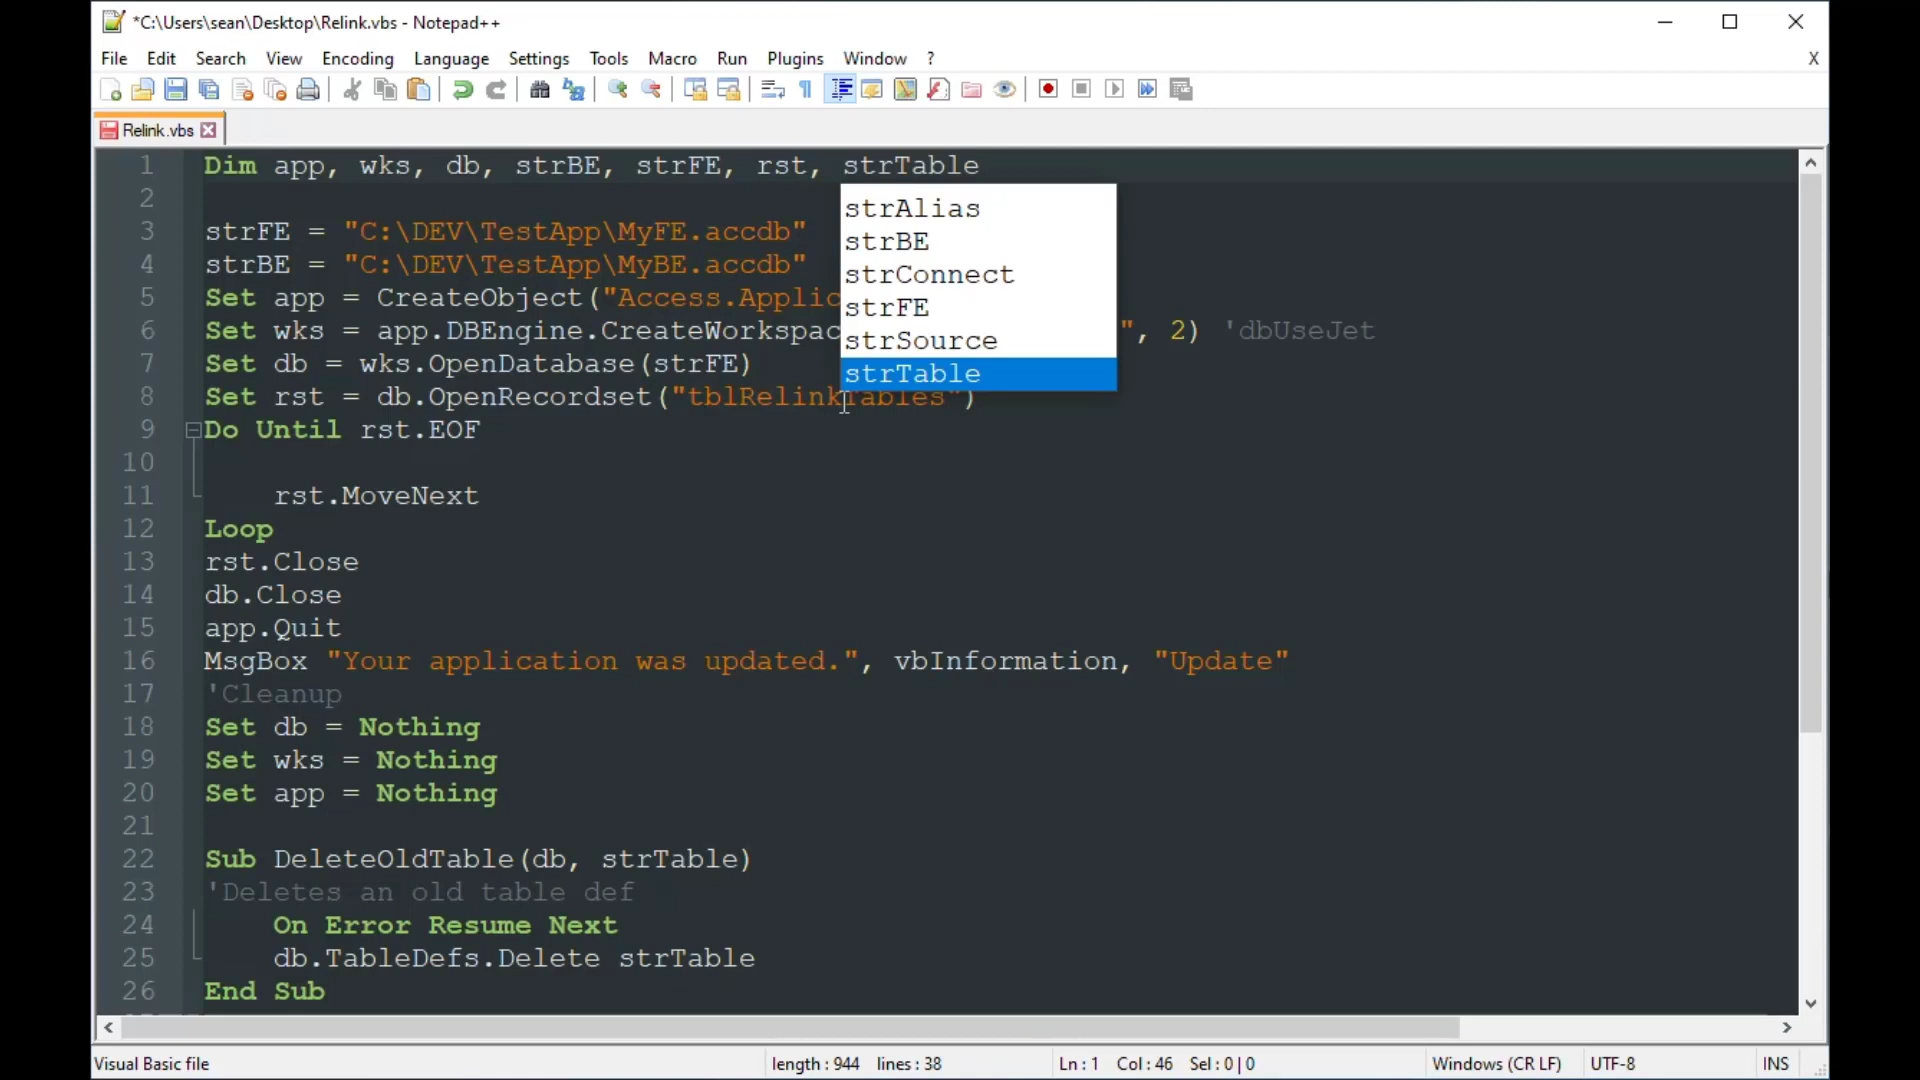 *C:\Users\sean\Desktop\Relink.vbs - Notepad++
File Edit Search View Encoding Language Settings Tools Macro Run Plugins Window ? X
Relink.vbs
1 Dim app, wks, db, strBE, strFE, rst, strTable
2
3 strFE = "C:\DEV\TestApp\MyFE.accdb"
4 strBE = "C:\DEV\TestApp\MyBE.accdb"
5 Set app = CreateObject("Access.Applic
6 Set wks = app.DBEngine.CreateWorkspac ", 2) 'dbUseJet
7 Set db = wks.OpenDatabase(strFE)
8 Set rst = db.OpenRecordset("tblRelinkTables")
9 Do Until rst.EOF
10
11 rst.MoveNext
12 Loop
13 rst.Close
14 db.Close
15 app.Quit
16 MsgBox "Your application was updated.", vbInformation, "Update"
17 'Cleanup
18 Set db = Nothing
19 Set wks = Nothing
20 Set app = Nothing
21
22 Sub DeleteOldTable(db, strTable)
23 'Deletes an old table def
24 On Error Resume Next
25 db.TableDefs.Delete strTable
26 End Sub
strAlias
strBE
strConnect
strFE
strSource
strTable
Visual Basic file length : 944 lines : 38 Ln : 1 Col : 46 Sel : 0 | 0 Windows (CR LF) UTF-8 INS